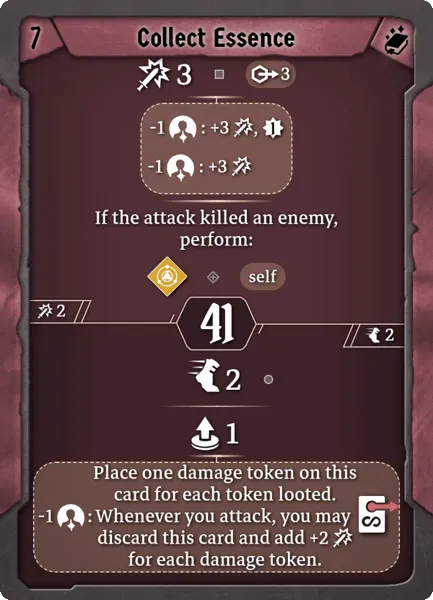 7 Collect Essence
3 3
-1 : +3 ,
-1 : +3
If the attack killed an enemy,
perform:
self
2
41
2
2
1
Place one damage token on this
card for each token looted.
-1 : Whenever you attack, you may
discard this card and add +2
for each damage token.